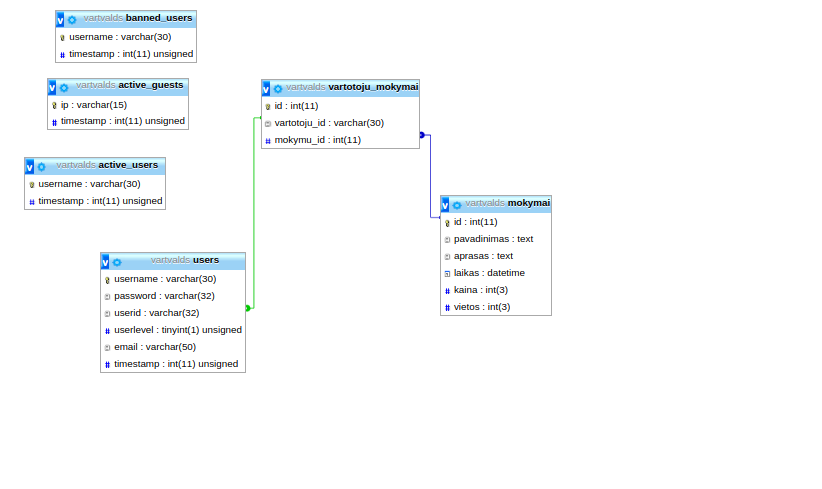 vartvalds banned_users
username : varchar(30)
timestamp : int(11) unsigned
vartvalds active_guests
ip : varchar(15)
timestamp : int(11) unsigned
vartvalds active_users
username : varchar(30)
timestamp : int(11) unsigned
vartvalds users
username : varchar(30)
password : varchar(32)
userid : varchar(32)
userlevel : tinyint(1) unsigned
email : varchar(50)
timestamp : int(11) unsigned
vartvalds vartotoju_mokymai
id : int(11)
vartotoju_id : varchar(30)
mokymu_id : int(11)
vartvalds mokymai
id : int(11)
pavadinimas : text
aprasas : text
laikas : datetime
kaina : int(3)
vietos : int(3)